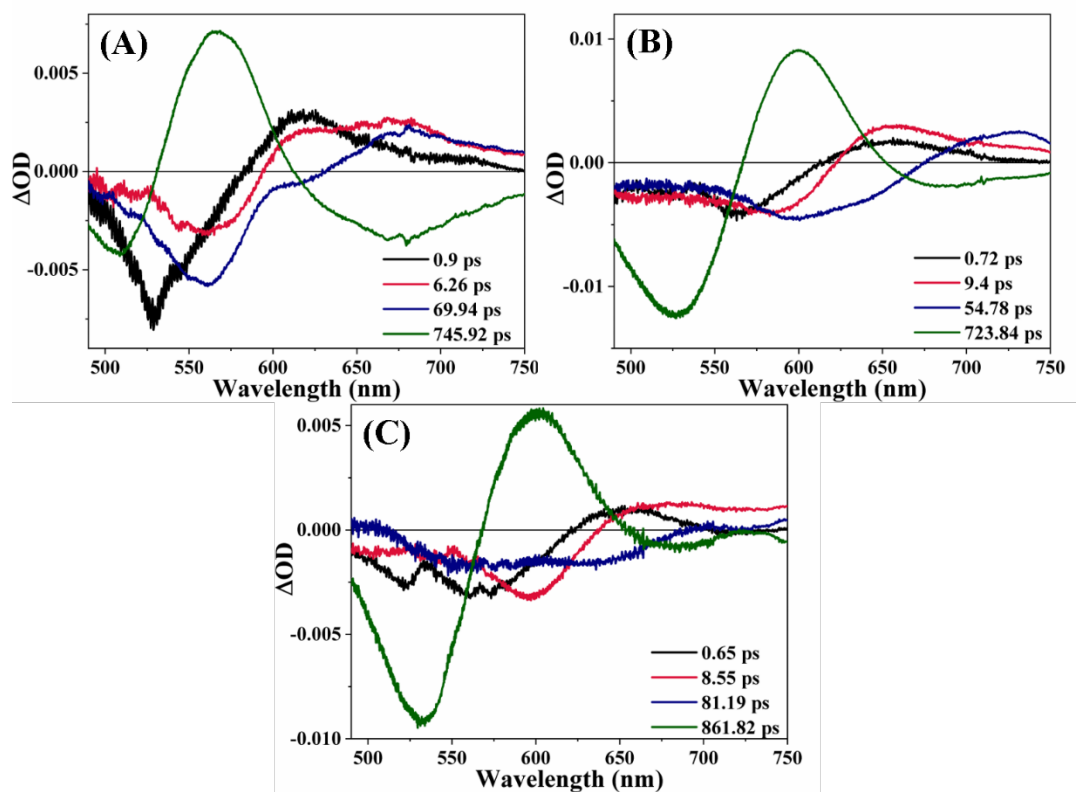 (A)
0.005
0.000
-0.005
ΔOD
0.9 ps
6.26 ps
69.94 ps
745.92 ps
500 550 600 650 700 750
Wavelength (nm)
(B)
0.01
0.00
-0.01
ΔOD
0.72 ps
9.4 ps
54.78 ps
723.84 ps
500 550 600 650 700 750
Wavelength (nm)
(C)
0.005
0.000
-0.005
-0.010
ΔOD
0.65 ps
8.55 ps
81.19 ps
861.82 ps
500 550 600 650 700 750
Wavelength (nm)